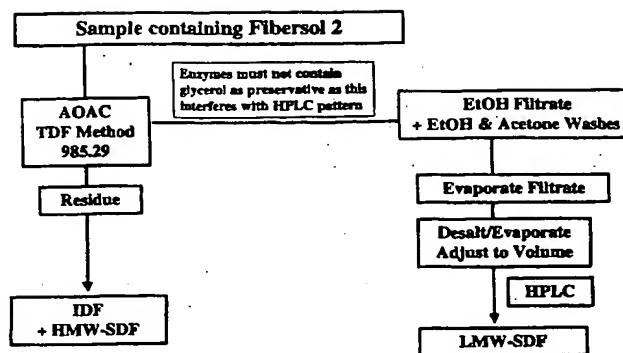 Sample containing Fibersol 2
Enzymes must not contain
glycerol as preservative as this
interferes with HPLC pattern
AOAC
TDF Method
985.29
EtOH Filtrate
+ EtOH & Acetone Washes
Residue
Evaporate Filtrate
Desalt/Evaporate
Adjust to Volume
HPLC
IDF
+ HMW-SDF
LMW-SDF